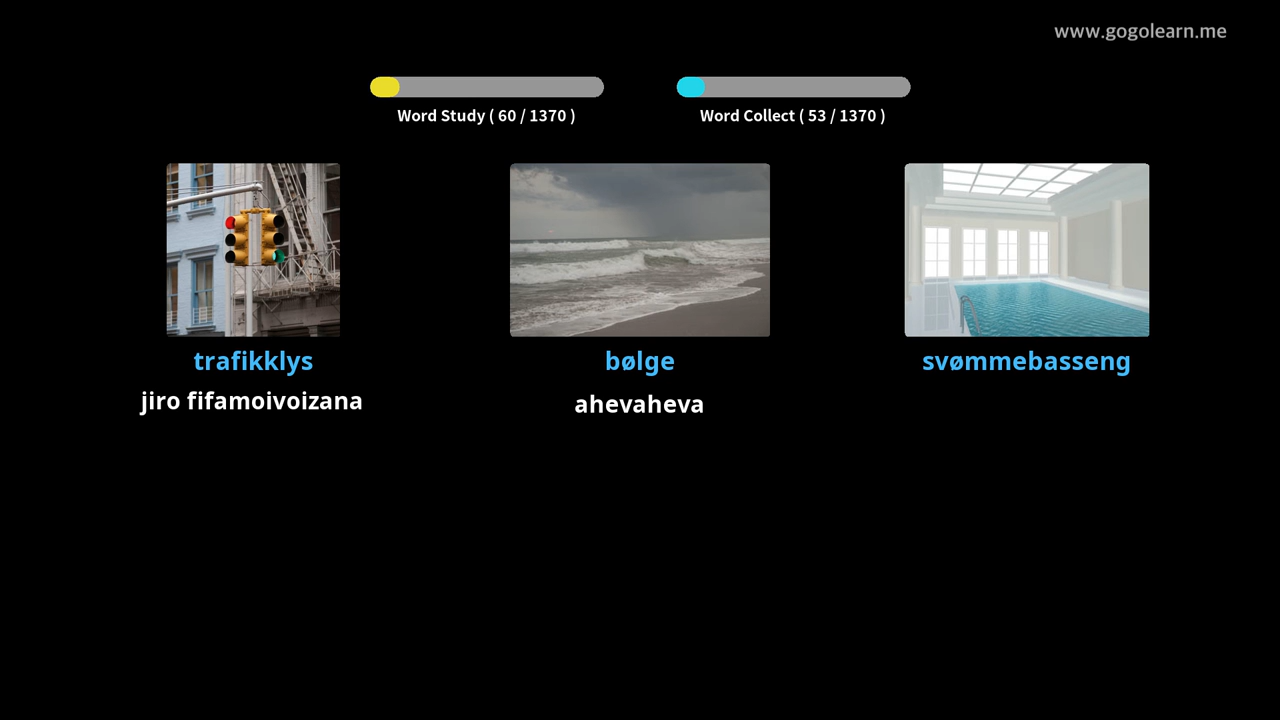 www.gogolearn.me
Word Study ( 60 / 1370 )
Word Collect ( 53 / 1370 )
trafikklys
bølge
svømmebasseng
jiro fifamoivoizana
ahevaheva